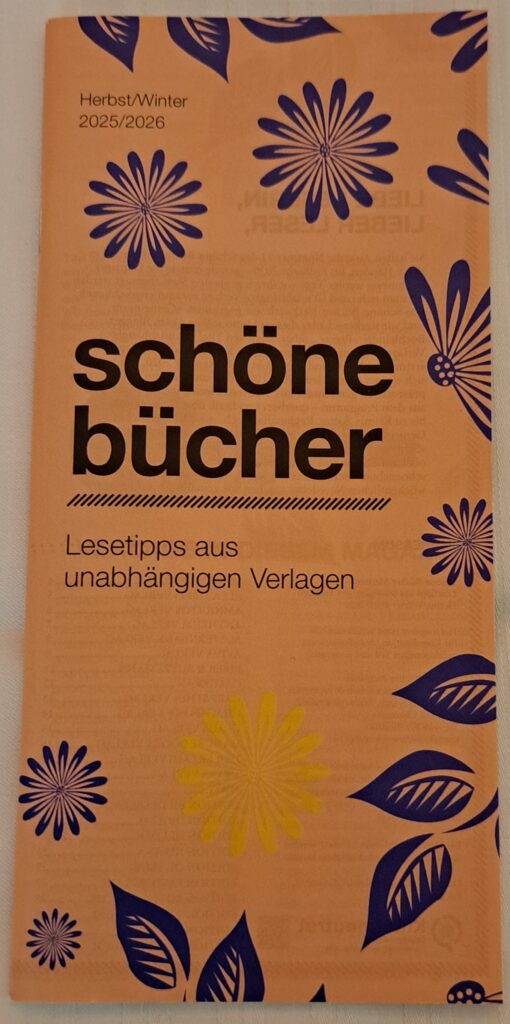 Herbst/Winter
2025/2026
schöne
bücher
Lesetipps aus
unabhängigen Verlagen